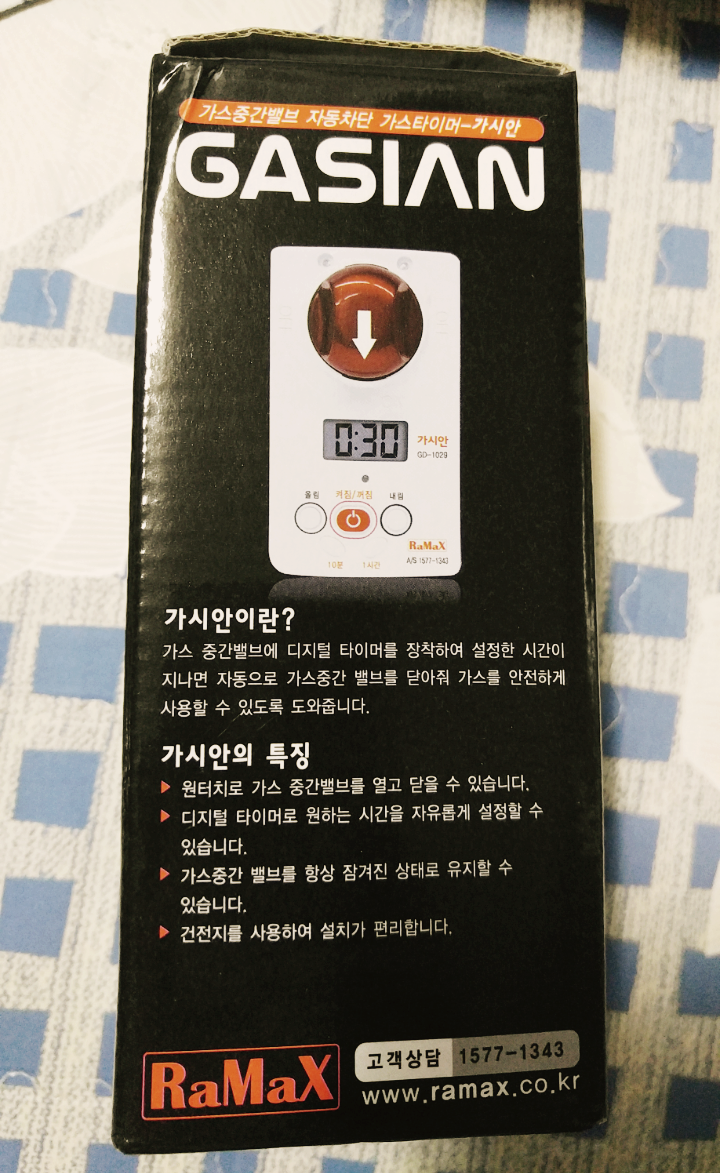 가스중간밸브 자동차단 가스타이머-가시안
GASIAN
0:30
가시안
GD-1029
올림 켜짐/꺼짐 내림
RaMaX
10분 1시간 A/S 1577-1343
가시안이란?
가스 중간밸브에 디지털 타이머를 장착하여 설정한 시간이
지나면 자동으로 가스중간 밸브를 닫아줘 가스를 안전하게
사용할 수 있도록 도와줍니다.
가시안의 특징
원터치로 가스 중간밸브를 열고 닫을 수 있습니다.
디지털 타이머로 원하는 시간을 자유롭게 설정할 수
있습니다.
가스중간 밸브를 항상 잠겨진 상태로 유지할 수
있습니다.
건전지를 사용하여 설치가 편리합니다.
RaMaX
고객상담 1577-1343
www.ramax.co.kr